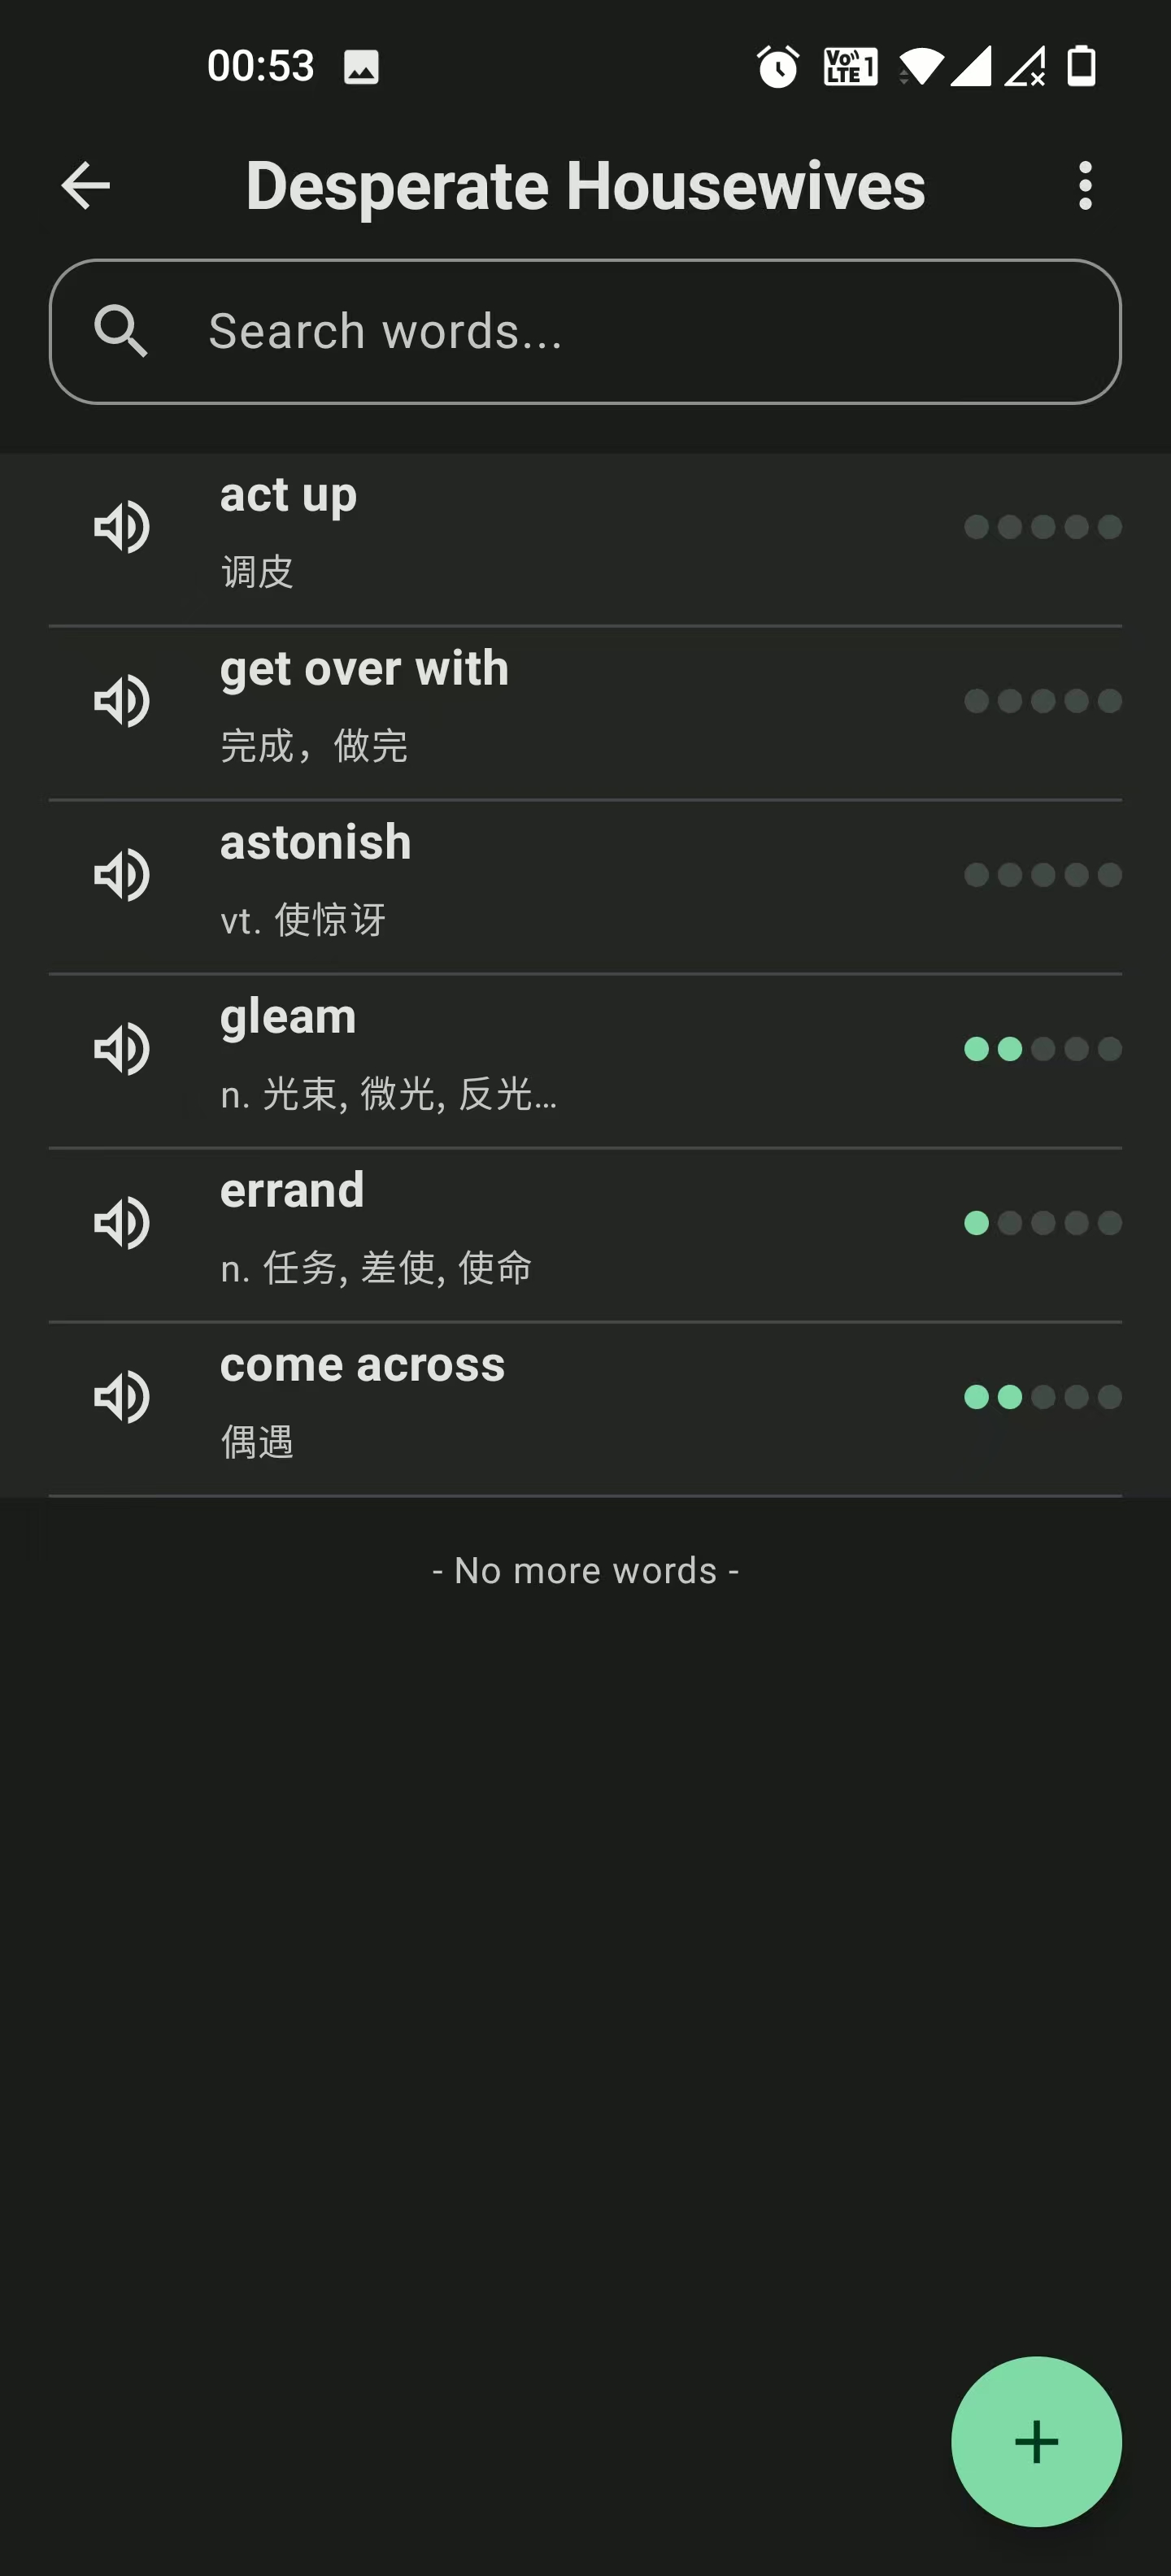 00:53
Vo LTE 1
Desperate Housewives
Search words...
act up
调皮
get over with
完成，做完
astonish
vt. 使惊讶
gleam
n. 光束, 微光, 反光...
errand
n. 任务, 差使, 使命
come across
偶遇
- No more words -